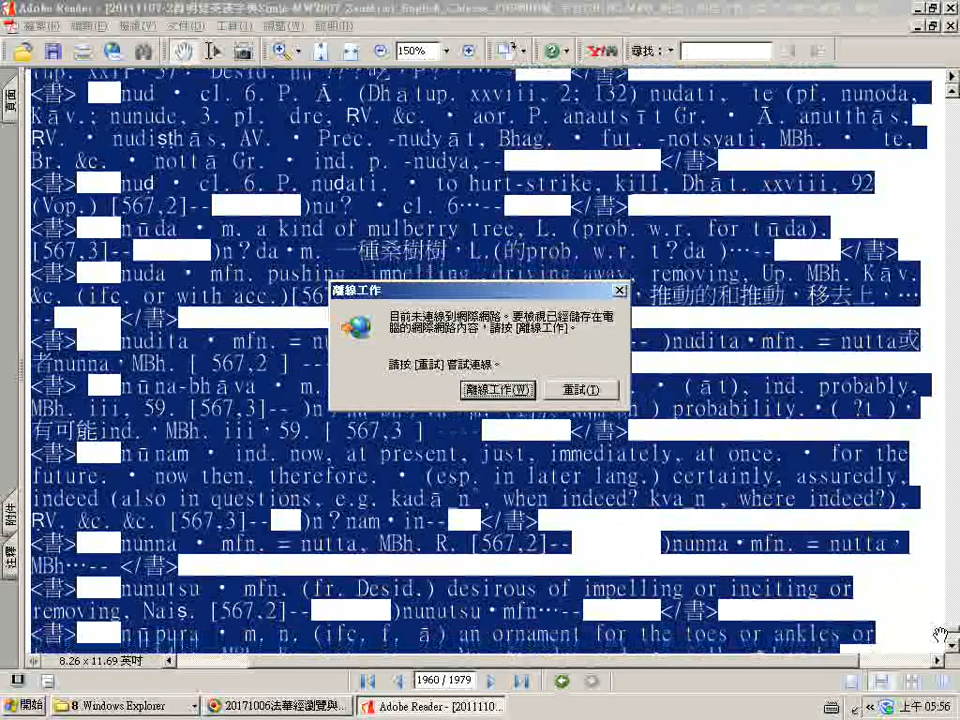 Adobe Reader
150%
尋找：
頁面
附件
註釋
<書> nud • cl. 6. P. Ā. (Dhātup. xxviii, 2; 132) nudati, te (pf. nunoda,
Kāv.; nunude, 3. pl. dre, RV. &c. • aor. P. anautsīt Gr. • Ā. anutthās,
RV. • nudiṣṭhās, AV. • Prec. -nudyāt, Bhag. • fut. -notsyati, MBh. • te,
Br. &c. • nottā Gr. • ind. p. -nudya.-- </書>
<書> nuḍ • cl. 6. P. nuḍati. • to hurt-strike, kill, Dhāt. xxviii, 92
(Vop.) [567,2]-- )nu? • cl. 6⋯-- </書>
<書> nūda • m. a kind of mulberry tree, L. (prob. w.r. for tūda).
[567,3]-- )n?da•m. 一種桑樹樹，L.(的prob. w.r. t?da )⋯-- </書>
<書> nuda • mfn. pushing, impelling, driving away, removing, Up. MBh. Kāv.
&c. (ifc. or with acc.)[56 推動的和推動，移去上，⋯
-- </書>
<書> nudita • mfn. = nu )nudita•mfn. = nutta或
者nunna，MBh. [ 567,2 ]
<書> nūna-bhāva • m. (āt), ind. probably,
MBh. iii, 59. [567,3]-- ) probability.•( ?t )，
有可能ind.，MBh. iii，59. [ 567,3 ] ---- </書>
<書> nūnam • ind. now, at present, just, immediately, at once. • for the
future. • now then, therefore. • (esp. in later lang.) certainly, assuredly,
indeed (also in questions, e.g. kadā n°, when indeed? kva n°, where indeed?),
RV. &c. &c. [567,3]-- )n?nam•in-- </書>
<書> nunna • mfn. = nutta, MBh. R. [567,2]-- )nunna•mfn. = nutta，
MBh⋯-- </書>
<書> nunutsu • mfn. (fr. Desid.) desirous of impelling or inciting or
removing, Naiṣ. [567,2]-- )nunutsu•mfn⋯-- </書>
<書> nūpura • m. n. (ifc. f. ā) an ornament for the toes or ankles or
離線工作
目前未連線到網際網路。要檢視已經儲存在電
腦的網際網路內容，請按 [離線工作]。
請按 [重試] 嘗試連線。
離線工作(W) 重試(T)
8.26 x 11.69 英吋
1960 / 1979
開始 8 Windows Explorer 20171006法華經瀏覽與... Adobe Reader - [2011110... 上午 05:56